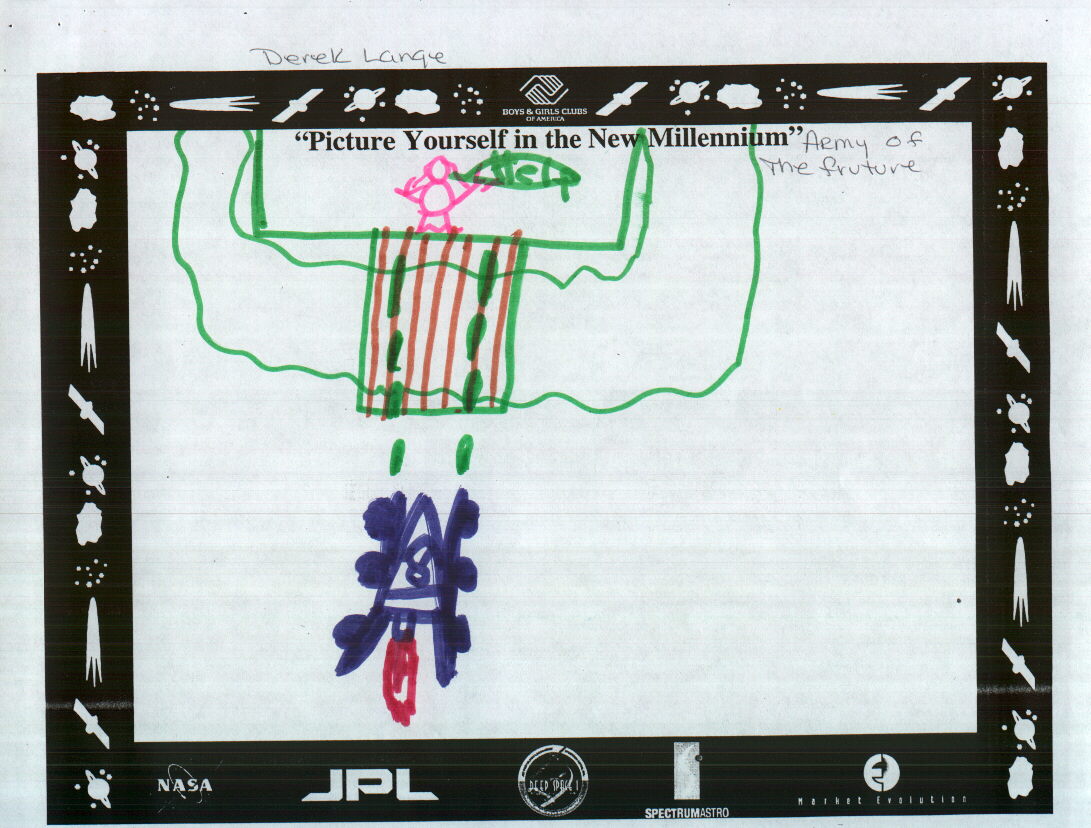 Derek Lange
BOYS & GIRLS CLUBS
OF AMERICA
"Picture Yourself in the New Millennium"
Army of
The fruture
Help
8
NASA
JPL
DEEP SPACE 1
SPECTRUMASTRO
Market Evolution